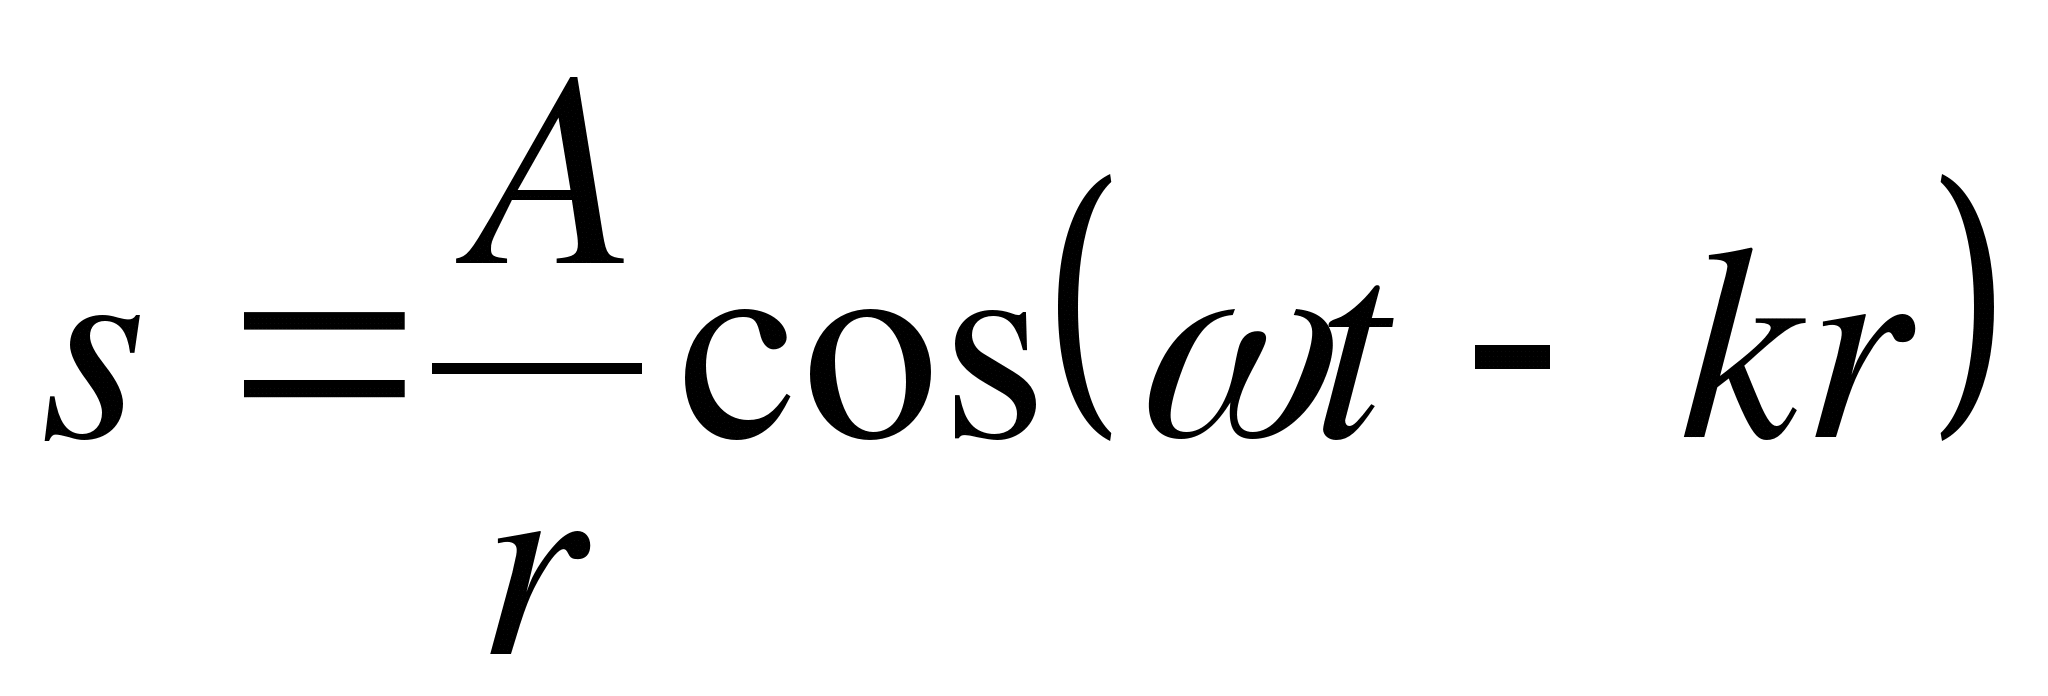 s = A/r cos(ωt - kr)